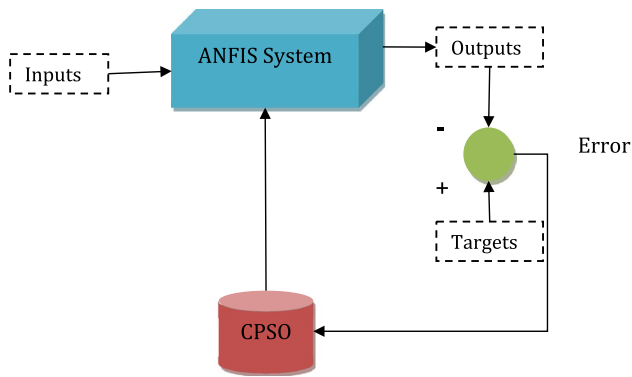 ANFIS System
Outputs
Inputs
-
Error
+
Targets
CPSO